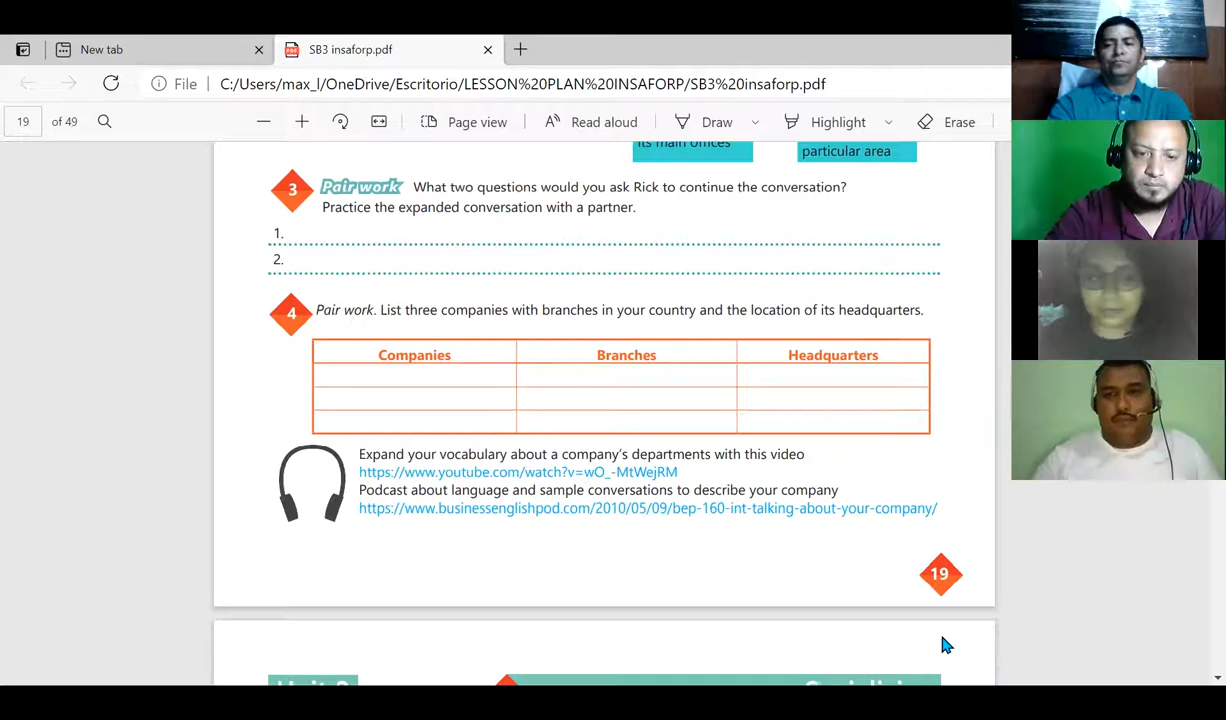 New tab
SB3 insaforp.pdf
File
C:/Users/max_l/OneDrive/Escritorio/LESSON%20PLAN%20INSAFORP/SB3%20insaforp.pdf
19 of 49
Page view
Read aloud
Draw
Highlight
Erase
its main offices
particular area
3 Pair work What two questions would you ask Rick to continue the conversation?
Practice the expanded conversation with a partner.
1.
2.
4 Pair work. List three companies with branches in your country and the location of its headquarters.
Companies Branches Headquarters
Expand your vocabulary about a company's departments with this video
https://www.youtube.com/watch?v=wO_-MtWejRM
Podcast about language and sample conversations to describe your company
https://www.businessenglishpod.com/2010/05/09/bep-160-int-talking-about-your-company/
19